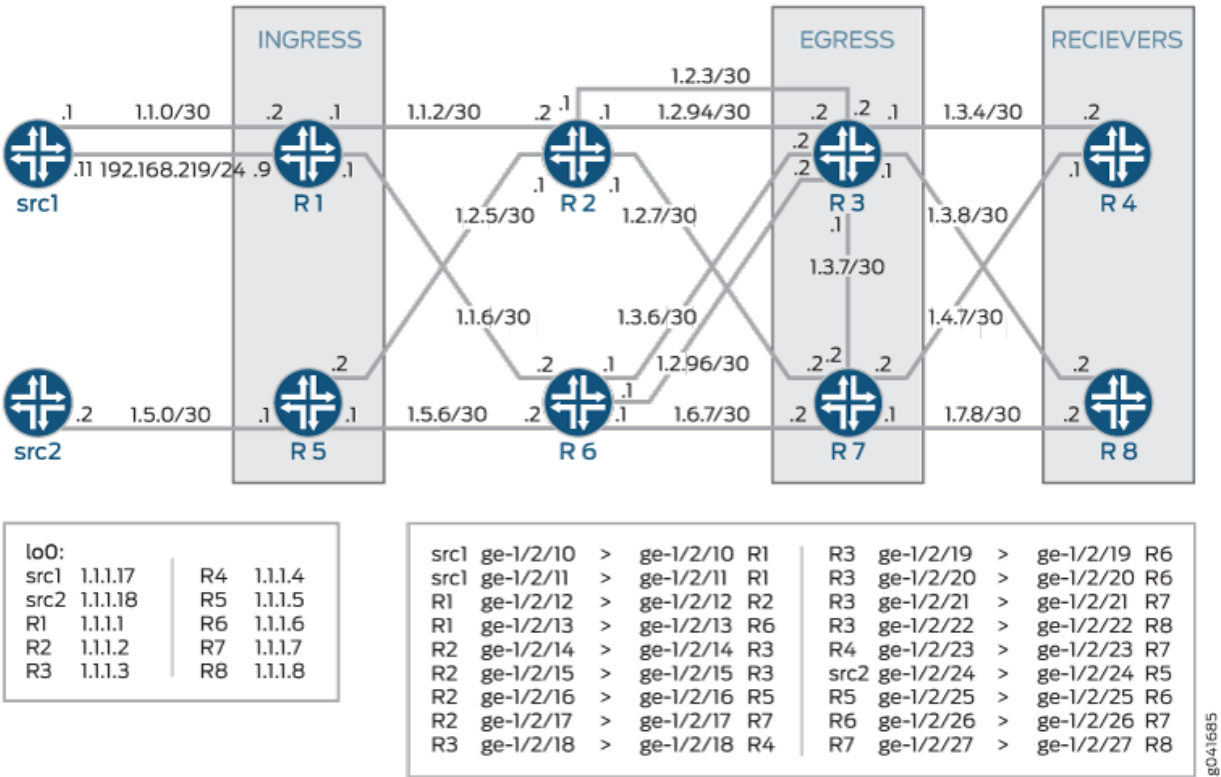 INGRESS EGRESS RECIEVERS
1.2.3/30
.1 1.1.0/30 .2 .1 1.1.2/30 .2 .1 .1 1.2.94/30 .2 .2 .1 1.3.4/30 .2
.11 192.168.219/24 .9 .1 .1 .1 .2 .2 .1 .1
src1 R 1 R 2 R 3 R 4
1.2.5/30 1.2.7/30 .1 1.3.8/30
1.3.7/30
1.1.6/30 1.3.6/30 1.4.7/30
.2 .2 .1 1.2.96/30 .2 .2 .2 .2
.1
.2 1.5.0/30 .1 .1 1.5.6/30 .2 .1 1.6.7/30 .2 .1 1.7.8/30 .2
src2 R 5 R 6 R 7 R 8
lo0:
src1 1.1.1.17 R4 1.1.1.4
src2 1.1.1.18 R5 1.1.1.5
R1 1.1.1.1 R6 1.1.1.6
R2 1.1.1.2 R7 1.1.1.7
R3 1.1.1.3 R8 1.1.1.8
src1 ge-1/2/10 > ge-1/2/10 R1 R3 ge-1/2/19 > ge-1/2/19 R6
src1 ge-1/2/11 > ge-1/2/11 R1 R3 ge-1/2/20 > ge-1/2/20 R6
R1 ge-1/2/12 > ge-1/2/12 R2 R3 ge-1/2/21 > ge-1/2/21 R7
R1 ge-1/2/13 > ge-1/2/13 R6 R3 ge-1/2/22 > ge-1/2/22 R8
R2 ge-1/2/14 > ge-1/2/14 R3 R4 ge-1/2/23 > ge-1/2/23 R7
R2 ge-1/2/15 > ge-1/2/15 R3 src2 ge-1/2/24 > ge-1/2/24 R5
R2 ge-1/2/16 > ge-1/2/16 R5 R5 ge-1/2/25 > ge-1/2/25 R6
R2 ge-1/2/17 > ge-1/2/17 R7 R6 ge-1/2/26 > ge-1/2/26 R7
R3 ge-1/2/18 > ge-1/2/18 R4 R7 ge-1/2/27 > ge-1/2/27 R8
g041685